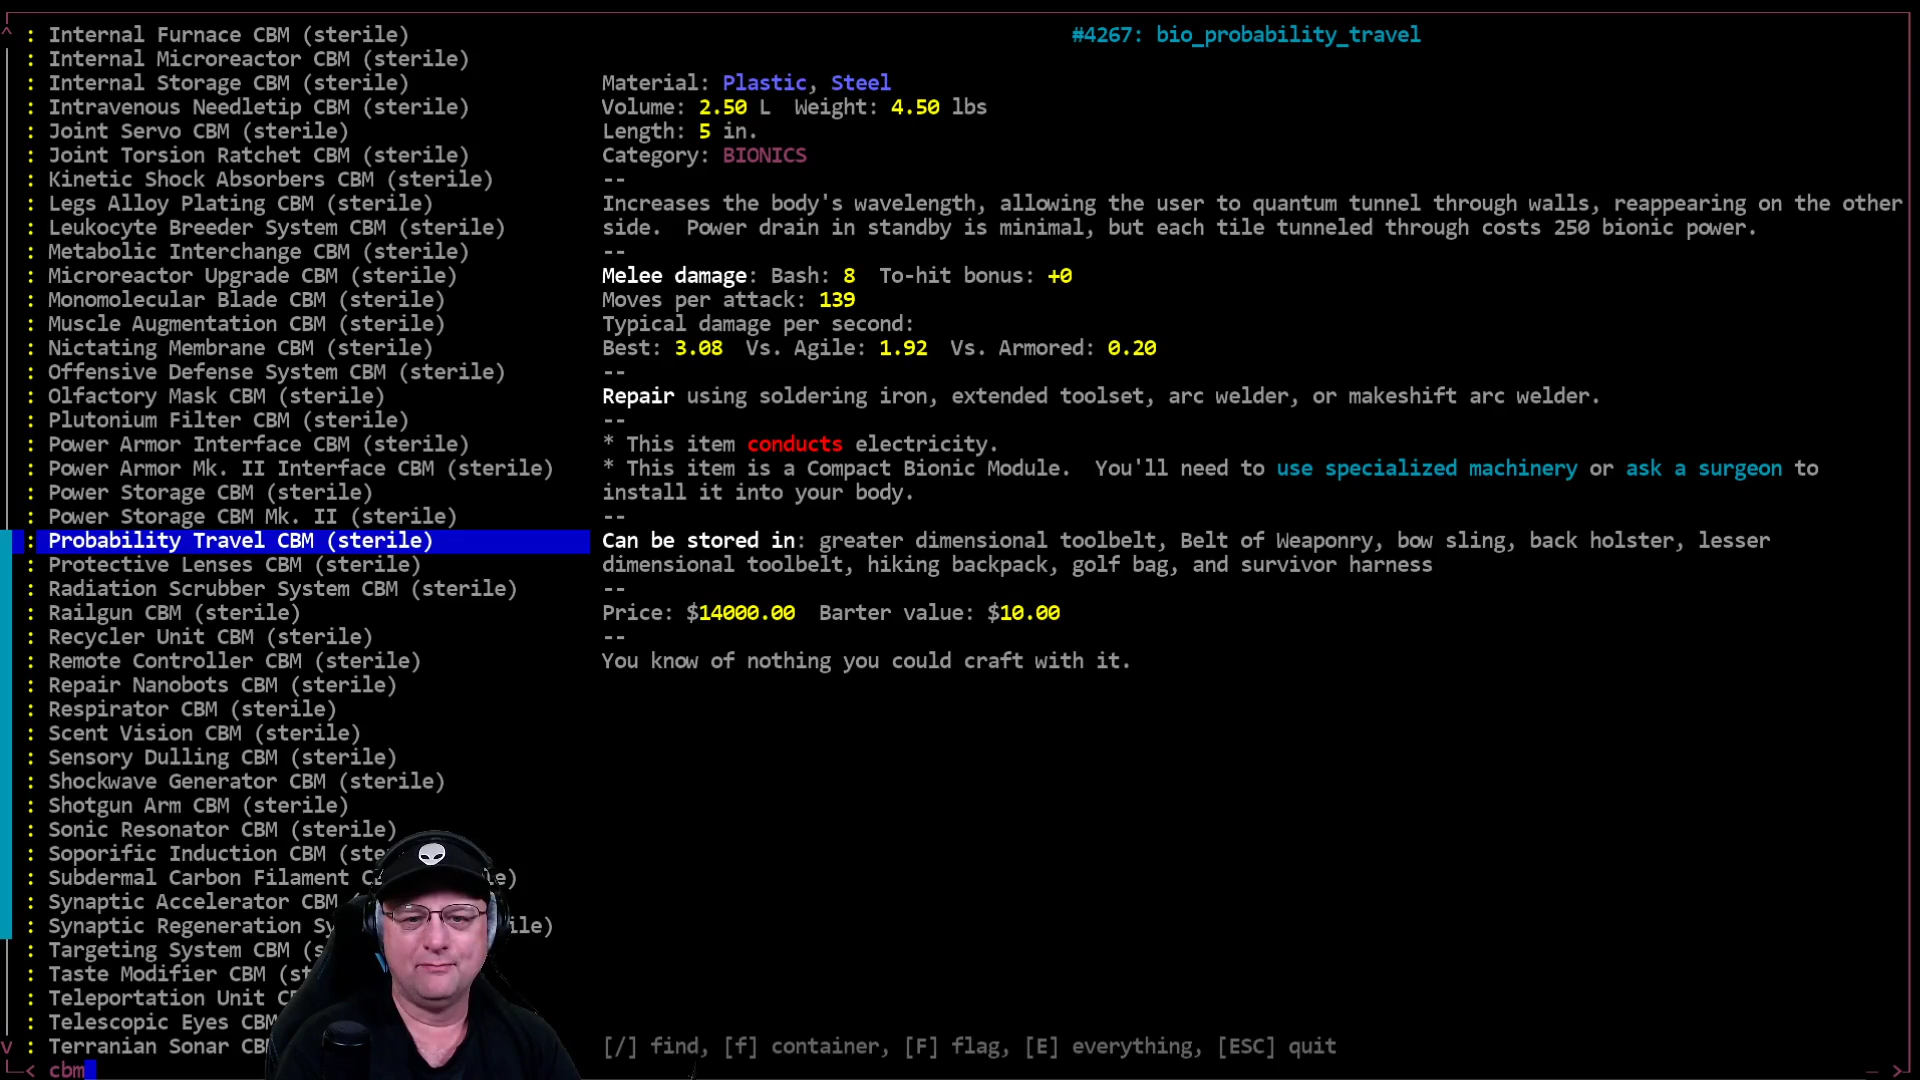 : Internal Furnace CBM (sterile)
: Internal Microreactor CBM (sterile)
: Internal Storage CBM (sterile)
: Intravenous Needletip CBM (sterile)
: Joint Servo CBM (sterile)
: Joint Torsion Ratchet CBM (sterile)
: Kinetic Shock Absorbers CBM (sterile)
: Legs Alloy Plating CBM (sterile)
: Leukocyte Breeder System CBM (sterile)
: Metabolic Interchange CBM (sterile)
: Microreactor Upgrade CBM (sterile)
: Monomolecular Blade CBM (sterile)
: Muscle Augmentation CBM (sterile)
: Nictating Membrane CBM (sterile)
: Offensive Defense System CBM (sterile)
: Olfactory Mask CBM (sterile)
: Plutonium Filter CBM (sterile)
: Power Armor Interface CBM (sterile)
: Power Armor Mk. II Interface CBM (sterile)
: Power Storage CBM (sterile)
: Power Storage CBM Mk. II (sterile)
: Probability Travel CBM (sterile)
: Protective Lenses CBM (sterile)
: Radiation Scrubber System CBM (sterile)
: Railgun CBM (sterile)
: Recycler Unit CBM (sterile)
: Remote Controller CBM (sterile)
: Repair Nanobots CBM (sterile)
: Respirator CBM (sterile)
: Scent Vision CBM (sterile)
: Sensory Dulling CBM (sterile)
: Shockwave Generator CBM (sterile)
: Shotgun Arm CBM (sterile)
: Sonic Resonator CBM (sterile)
: Soporific Induction CBM
: Subdermal Carbon Filament
: Synaptic Accelerator CBM
: Synaptic Regeneration
: Targeting System CBM
: Taste Modifier CBM
: Teleportation Unit
: Telescopic Eyes CBM
: Terranian Sonar
< cbm
#4267: bio_probability_travel
Material: Plastic, Steel
Volume: 2.50 L  Weight: 4.50 lbs
Length: 5 in.
Category: BIONICS
--
Increases the body's wavelength, allowing the user to quantum tunnel through walls, reappearing on the other
side.  Power drain in standby is minimal, but each tile tunneled through costs 250 bionic power.
--
Melee damage: Bash: 8  To-hit bonus: +0
Moves per attack: 139
Typical damage per second:
Best: 3.08  Vs. Agile: 1.92  Vs. Armored: 0.20
--
Repair using soldering iron, extended toolset, arc welder, or makeshift arc welder.
--
* This item conducts electricity.
* This item is a Compact Bionic Module.  You'll need to use specialized machinery or ask a surgeon to
install it into your body.
--
Can be stored in: greater dimensional toolbelt, Belt of Weaponry, bow sling, back holster, lesser
dimensional toolbelt, hiking backpack, golf bag, and survivor harness
--
Price: $14000.00  Barter value: $10.00
--
You know of nothing you could craft with it.
[/] find, [f] container, [F] flag, [E] everything, [ESC] quit